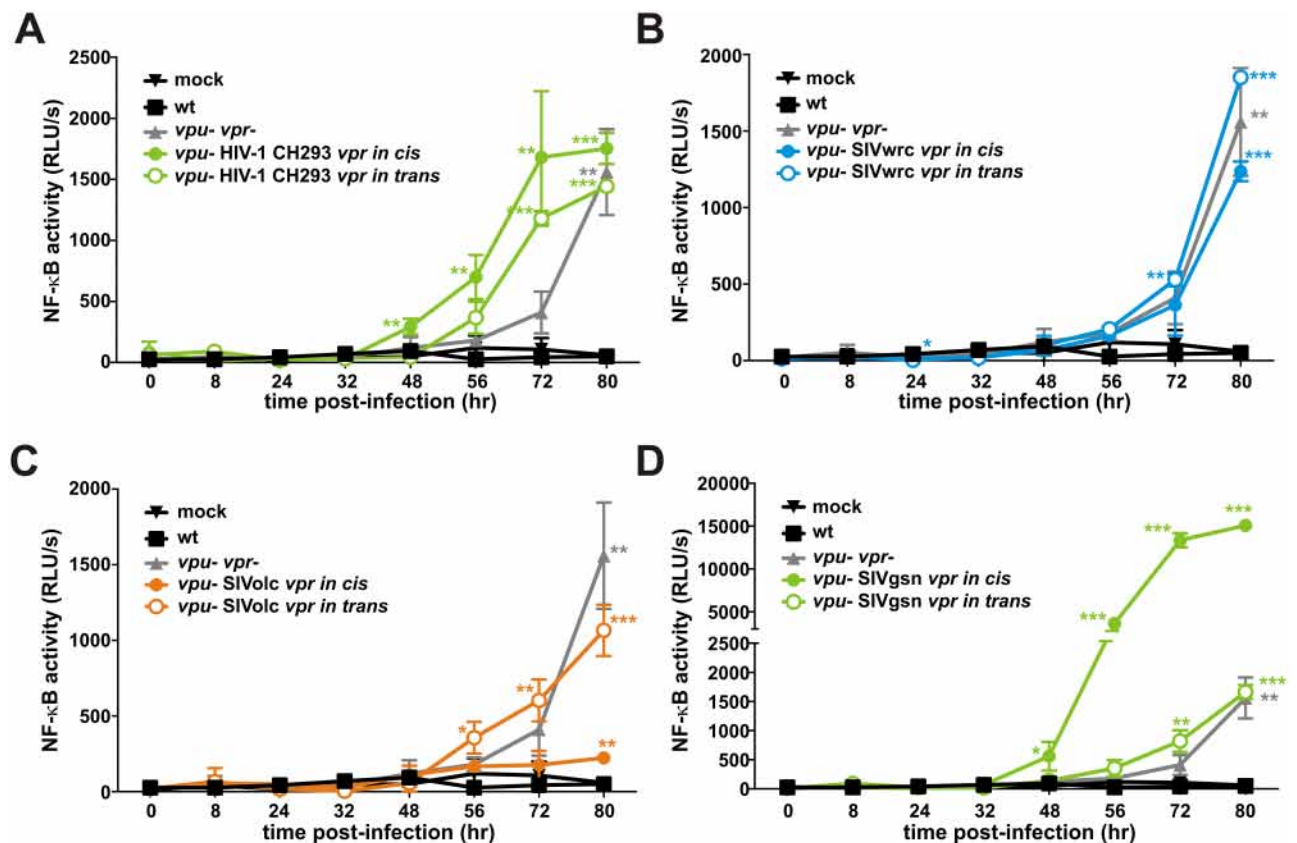 A
NF-κB activity (RLU/s)
2500
2000
1500
1000
500
0
mock
wt
vpu- vpr-
vpu- HIV-1 CH293 vpr in cis
vpu- HIV-1 CH293 vpr in trans
**
***
**
***
***
**
**
0 8 24 32 48 56 72 80
time post-infection (hr)
B
NF-κB activity (RLU/s)
2000
1500
1000
500
0
mock
wt
vpu- vpr-
vpu- SIVwrc vpr in cis
vpu- SIVwrc vpr in trans
***
**
***
**
*
0 8 24 32 48 56 72 80
time post-infection (hr)
C
NF-κB activity (RLU/s)
2000
1500
1000
500
0
mock
wt
vpu- vpr-
vpu- SIVolc vpr in cis
vpu- SIVolc vpr in trans
**
***
**
*
**
0 8 24 32 48 56 72 80
time post-infection (hr)
D
NF-κB activity (RLU/s)
20000
15000
10000
5000
2500
2000
1500
1000
500
0
mock
wt
vpu- vpr-
vpu- SIVgsn vpr in cis
vpu- SIVgsn vpr in trans
***
***
***
***
**
**
*
0 8 24 32 48 56 72 80
time post-infection (hr)